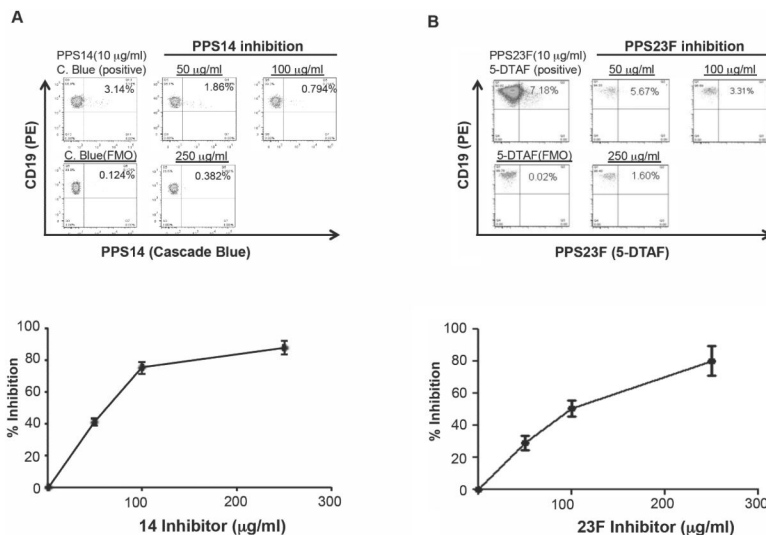 A
PPS14 inhibition
PPS14(10 μg/ml)
C. Blue (positive)
50 μg/ml
100 μg/ml
3.14%
1.86%
0.794%
CD19 (PE)
C. Blue(FMO)
250 μg/ml
0.124%
0.382%
PPS14 (Cascade Blue)
B
PPS23F inhibition
PPS23F(10 μg/ml)
5-DTAF (positive)
50 μg/ml
100 μg/ml
7.18%
5.67%
3.31%
CD19 (PE)
5-DTAF(FMO)
250 μg/ml
0.02%
1.60%
PPS23F (5-DTAF)
% Inhibition
100
80
60
40
20
0
0
100
200
300
14 Inhibitor (μg/ml)
% Inhibition
100
80
60
40
20
0
0
100
200
300
23F Inhibitor (μg/ml)